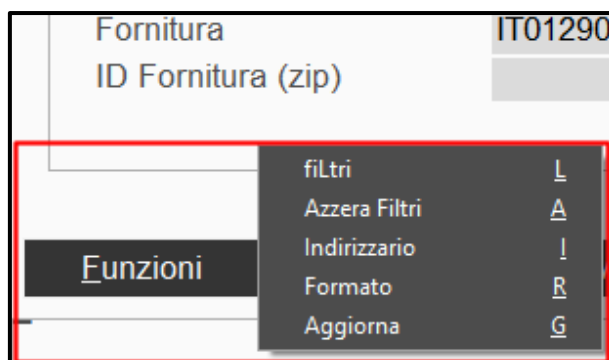 Fornitura IT01290
ID Fornitura (zip)
fiLtri L
Azzera Filtri A
Indirizzario I
Funzioni
Formato R
Aggiorna G